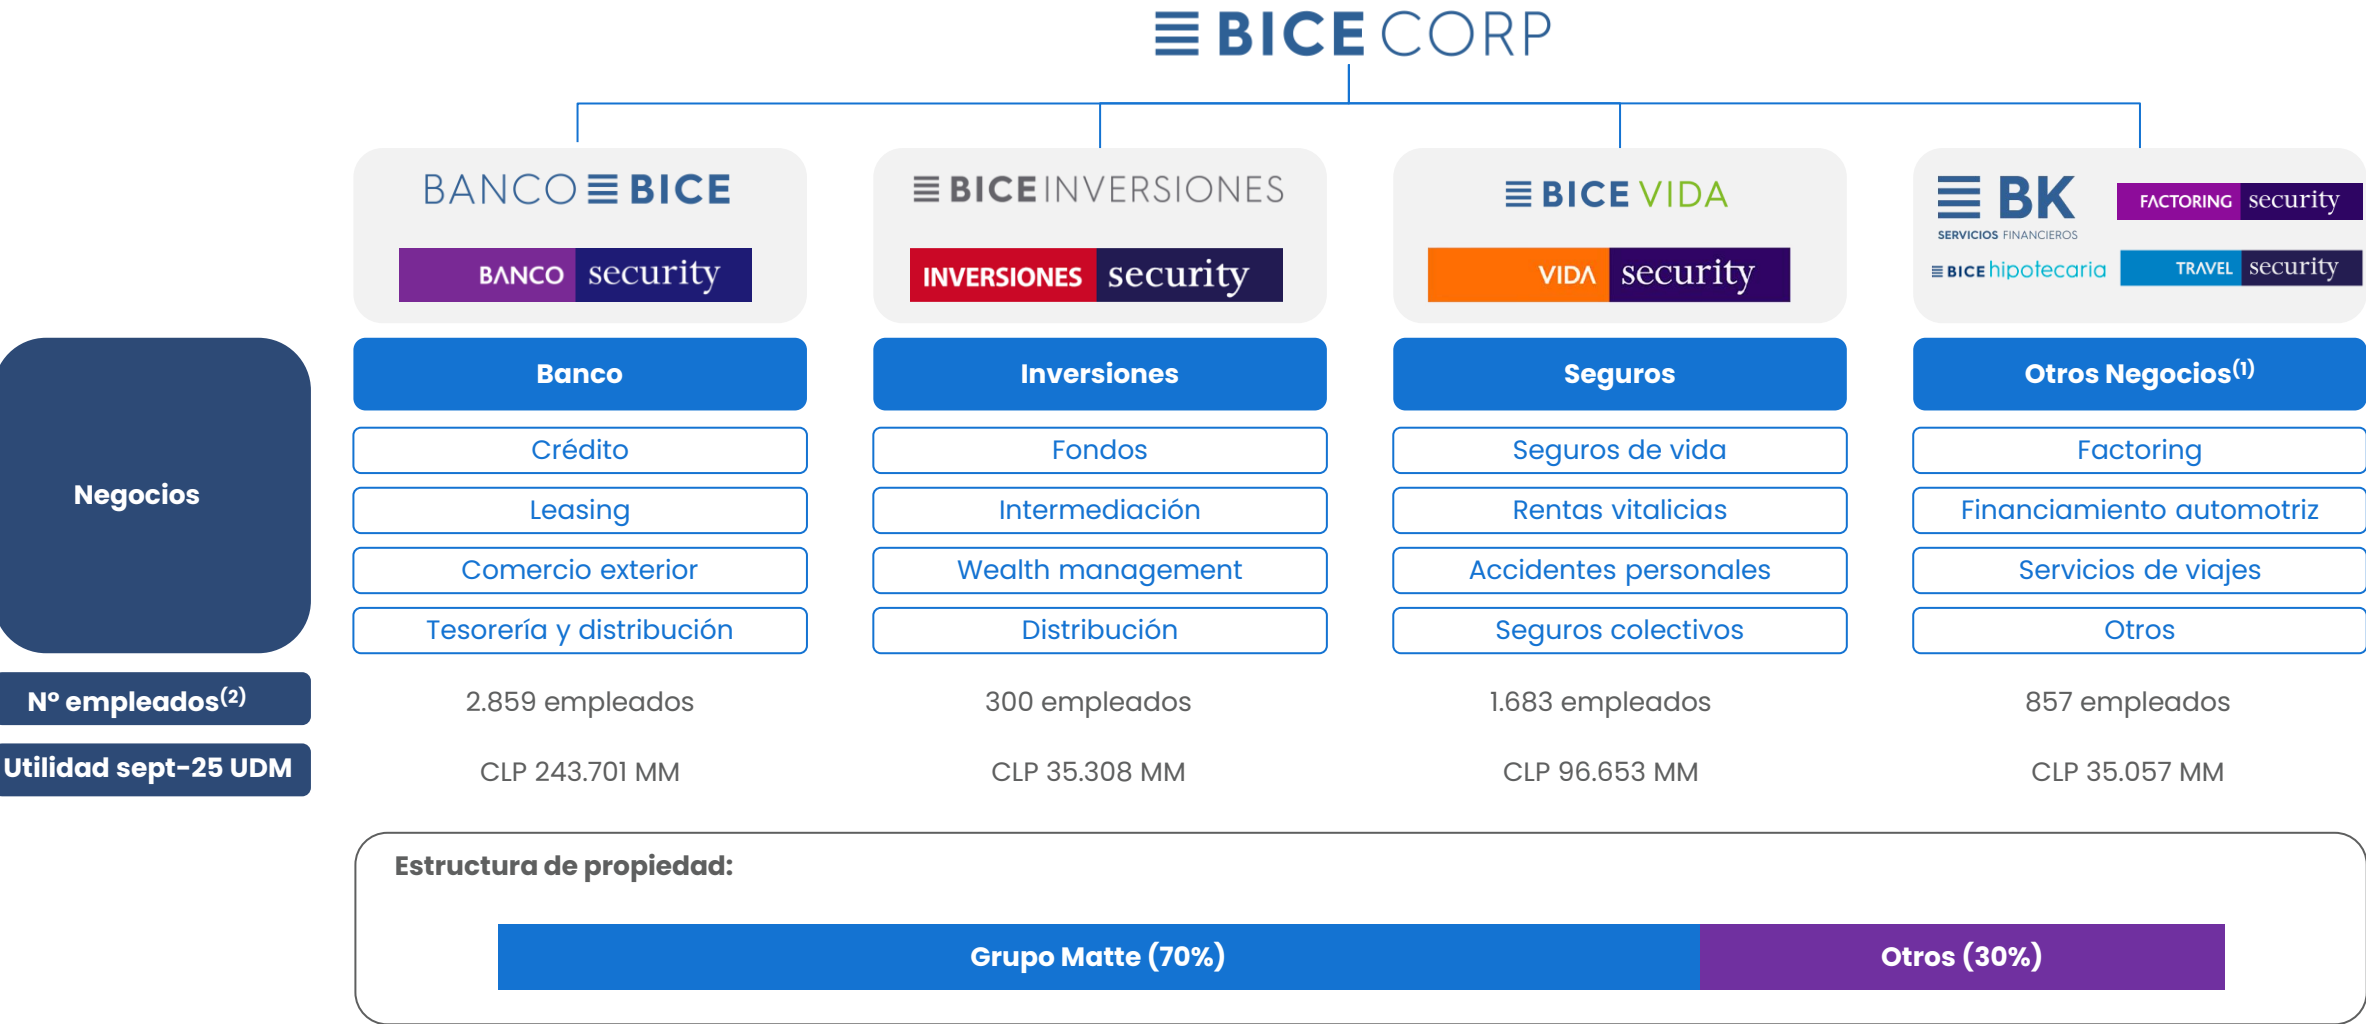 BICECORP
BANCO BICE
BANCO security
BICEINVERSIONES
INVERSIONES security
BICE VIDA
VIDA security
BK
SERVICIOS FINANCIEROS
FACTORING security
BICE hipotecaria
TRAVEL security
Negocios
Banco
Inversiones
Seguros
Otros Negocios(1)
Crédito
Fondos
Seguros de vida
Factoring
Leasing
Intermediación
Rentas vitalicias
Financiamiento automotriz
Comercio exterior
Wealth management
Accidentes personales
Servicios de viajes
Tesorería y distribución
Distribución
Seguros colectivos
Otros
Nº empleados(2)
2.859 empleados
300 empleados
1.683 empleados
857 empleados
Utilidad sept-25 UDM
CLP 243.701 MM
CLP 35.308 MM
CLP 96.653 MM
CLP 35.057 MM
Estructura de propiedad:
Grupo Matte (70%)
Otros (30%)